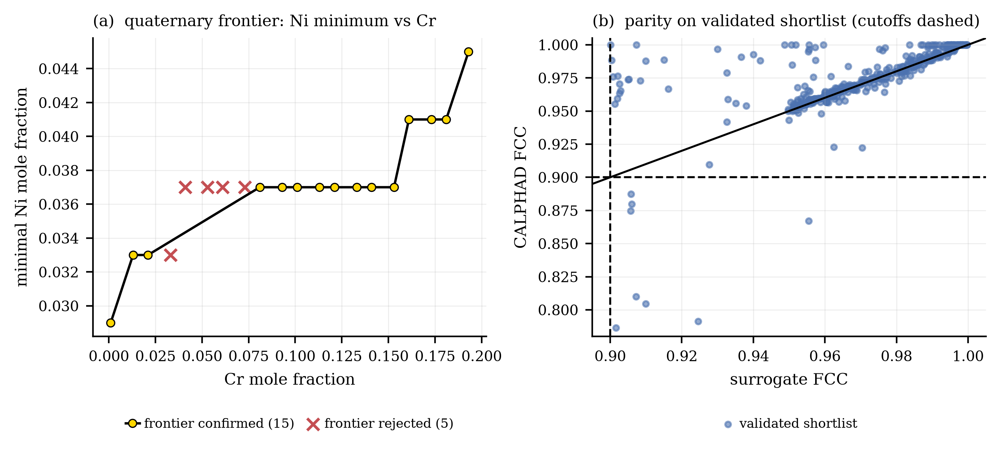 (a)  quaternary frontier: Ni minimum vs Cr
minimal Ni mole fraction
0.044
0.042
0.040
0.038
0.036
0.034
0.032
0.030
0.000 0.025 0.050 0.075 0.100 0.125 0.150 0.175 0.200
Cr mole fraction
frontier confirmed (15)
frontier rejected (5)
(b)  parity on validated shortlist (cutoffs dashed)
CALPHAD FCC
1.000
0.975
0.950
0.925
0.900
0.875
0.850
0.825
0.800
0.90 0.92 0.94 0.96 0.98 1.00
surrogate FCC
validated shortlist